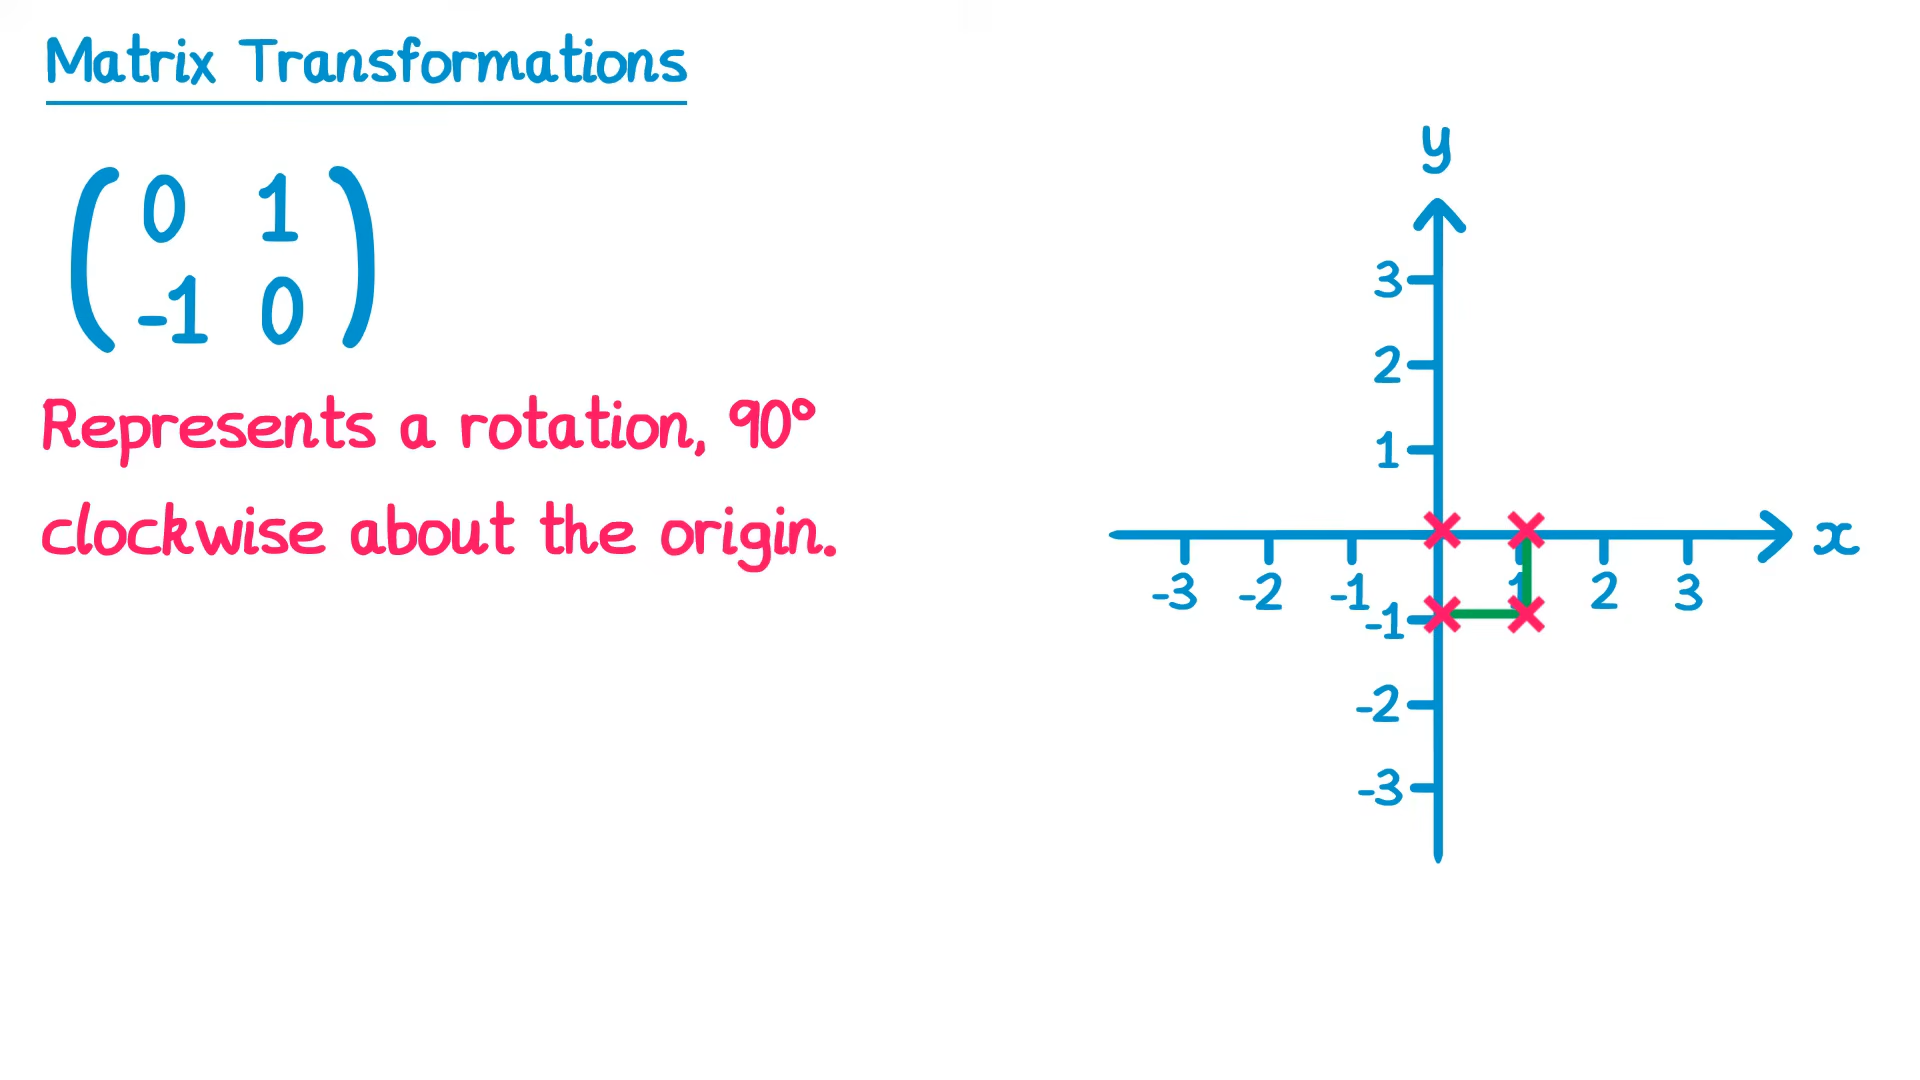 Matrix Transformations
0 1
-1 0
Represents a rotation, 90°
clockwise about the origin.
y
3
2
1
x
-3 -2 -1 1 2 3
-1
-2
-3